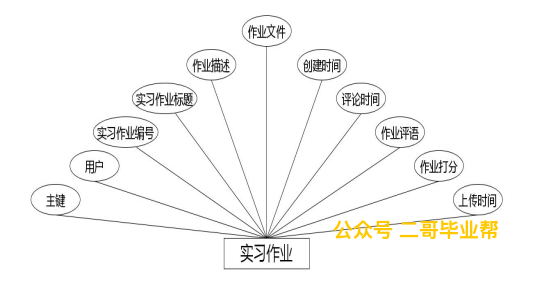 作业文件
作业描述
创建时间
实习作业标题
评论时间
实习作业编号
作业评语
用户
作业打分
主键
上传时间
公众号 二哥毕业帮
实习作业